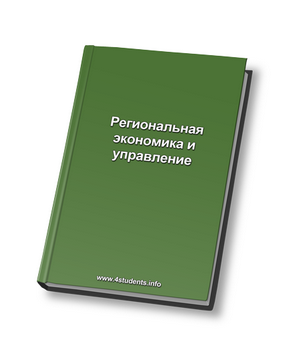 Региональная
экономика и
управление
www.4students.info